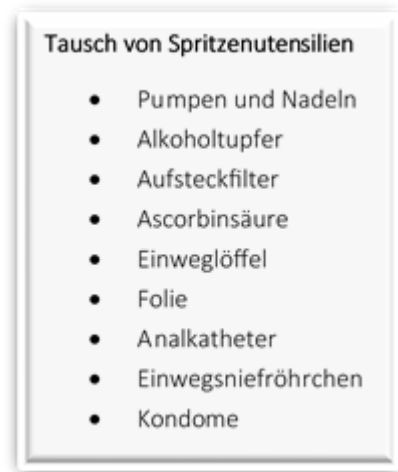 Tausch von Spritzenutensilien
• Pumpen und Nadeln
• Alkoholtupfer
• Aufsteckfilter
• Ascorbinsäure
• Einweglöffel
• Folie
• Analkatheter
• Einwegsniefröhrchen
• Kondome